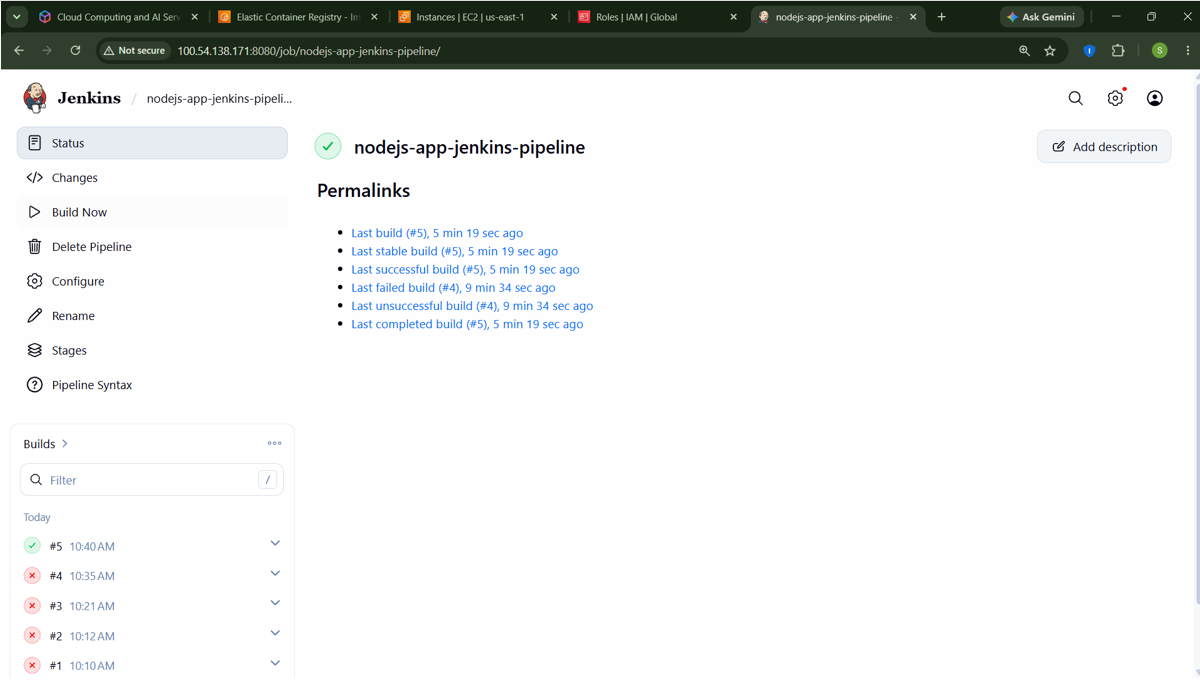 Cloud Computing and AI Serv
Elastic Container Registry - Im
Instances | EC2 | us-east-1
Roles | IAM | Global
nodejs-app-jenkins-pipeline -
Ask Gemini
Not secure
100.54.138.171:8080/job/nodejs-app-jenkins-pipeline/
S
Jenkins / nodejs-app-jenkins-pipeli...
Status
Changes
Build Now
Delete Pipeline
Configure
Rename
Stages
Pipeline Syntax
Builds
Filter /
Today
#5 10:40 AM
#4 10:35 AM
#3 10:21 AM
#2 10:12 AM
#1 10:10 AM
nodejs-app-jenkins-pipeline
Add description
Permalinks
Last build (#5), 5 min 19 sec ago
Last stable build (#5), 5 min 19 sec ago
Last successful build (#5), 5 min 19 sec ago
Last failed build (#4), 9 min 34 sec ago
Last unsuccessful build (#4), 9 min 34 sec ago
Last completed build (#5), 5 min 19 sec ago